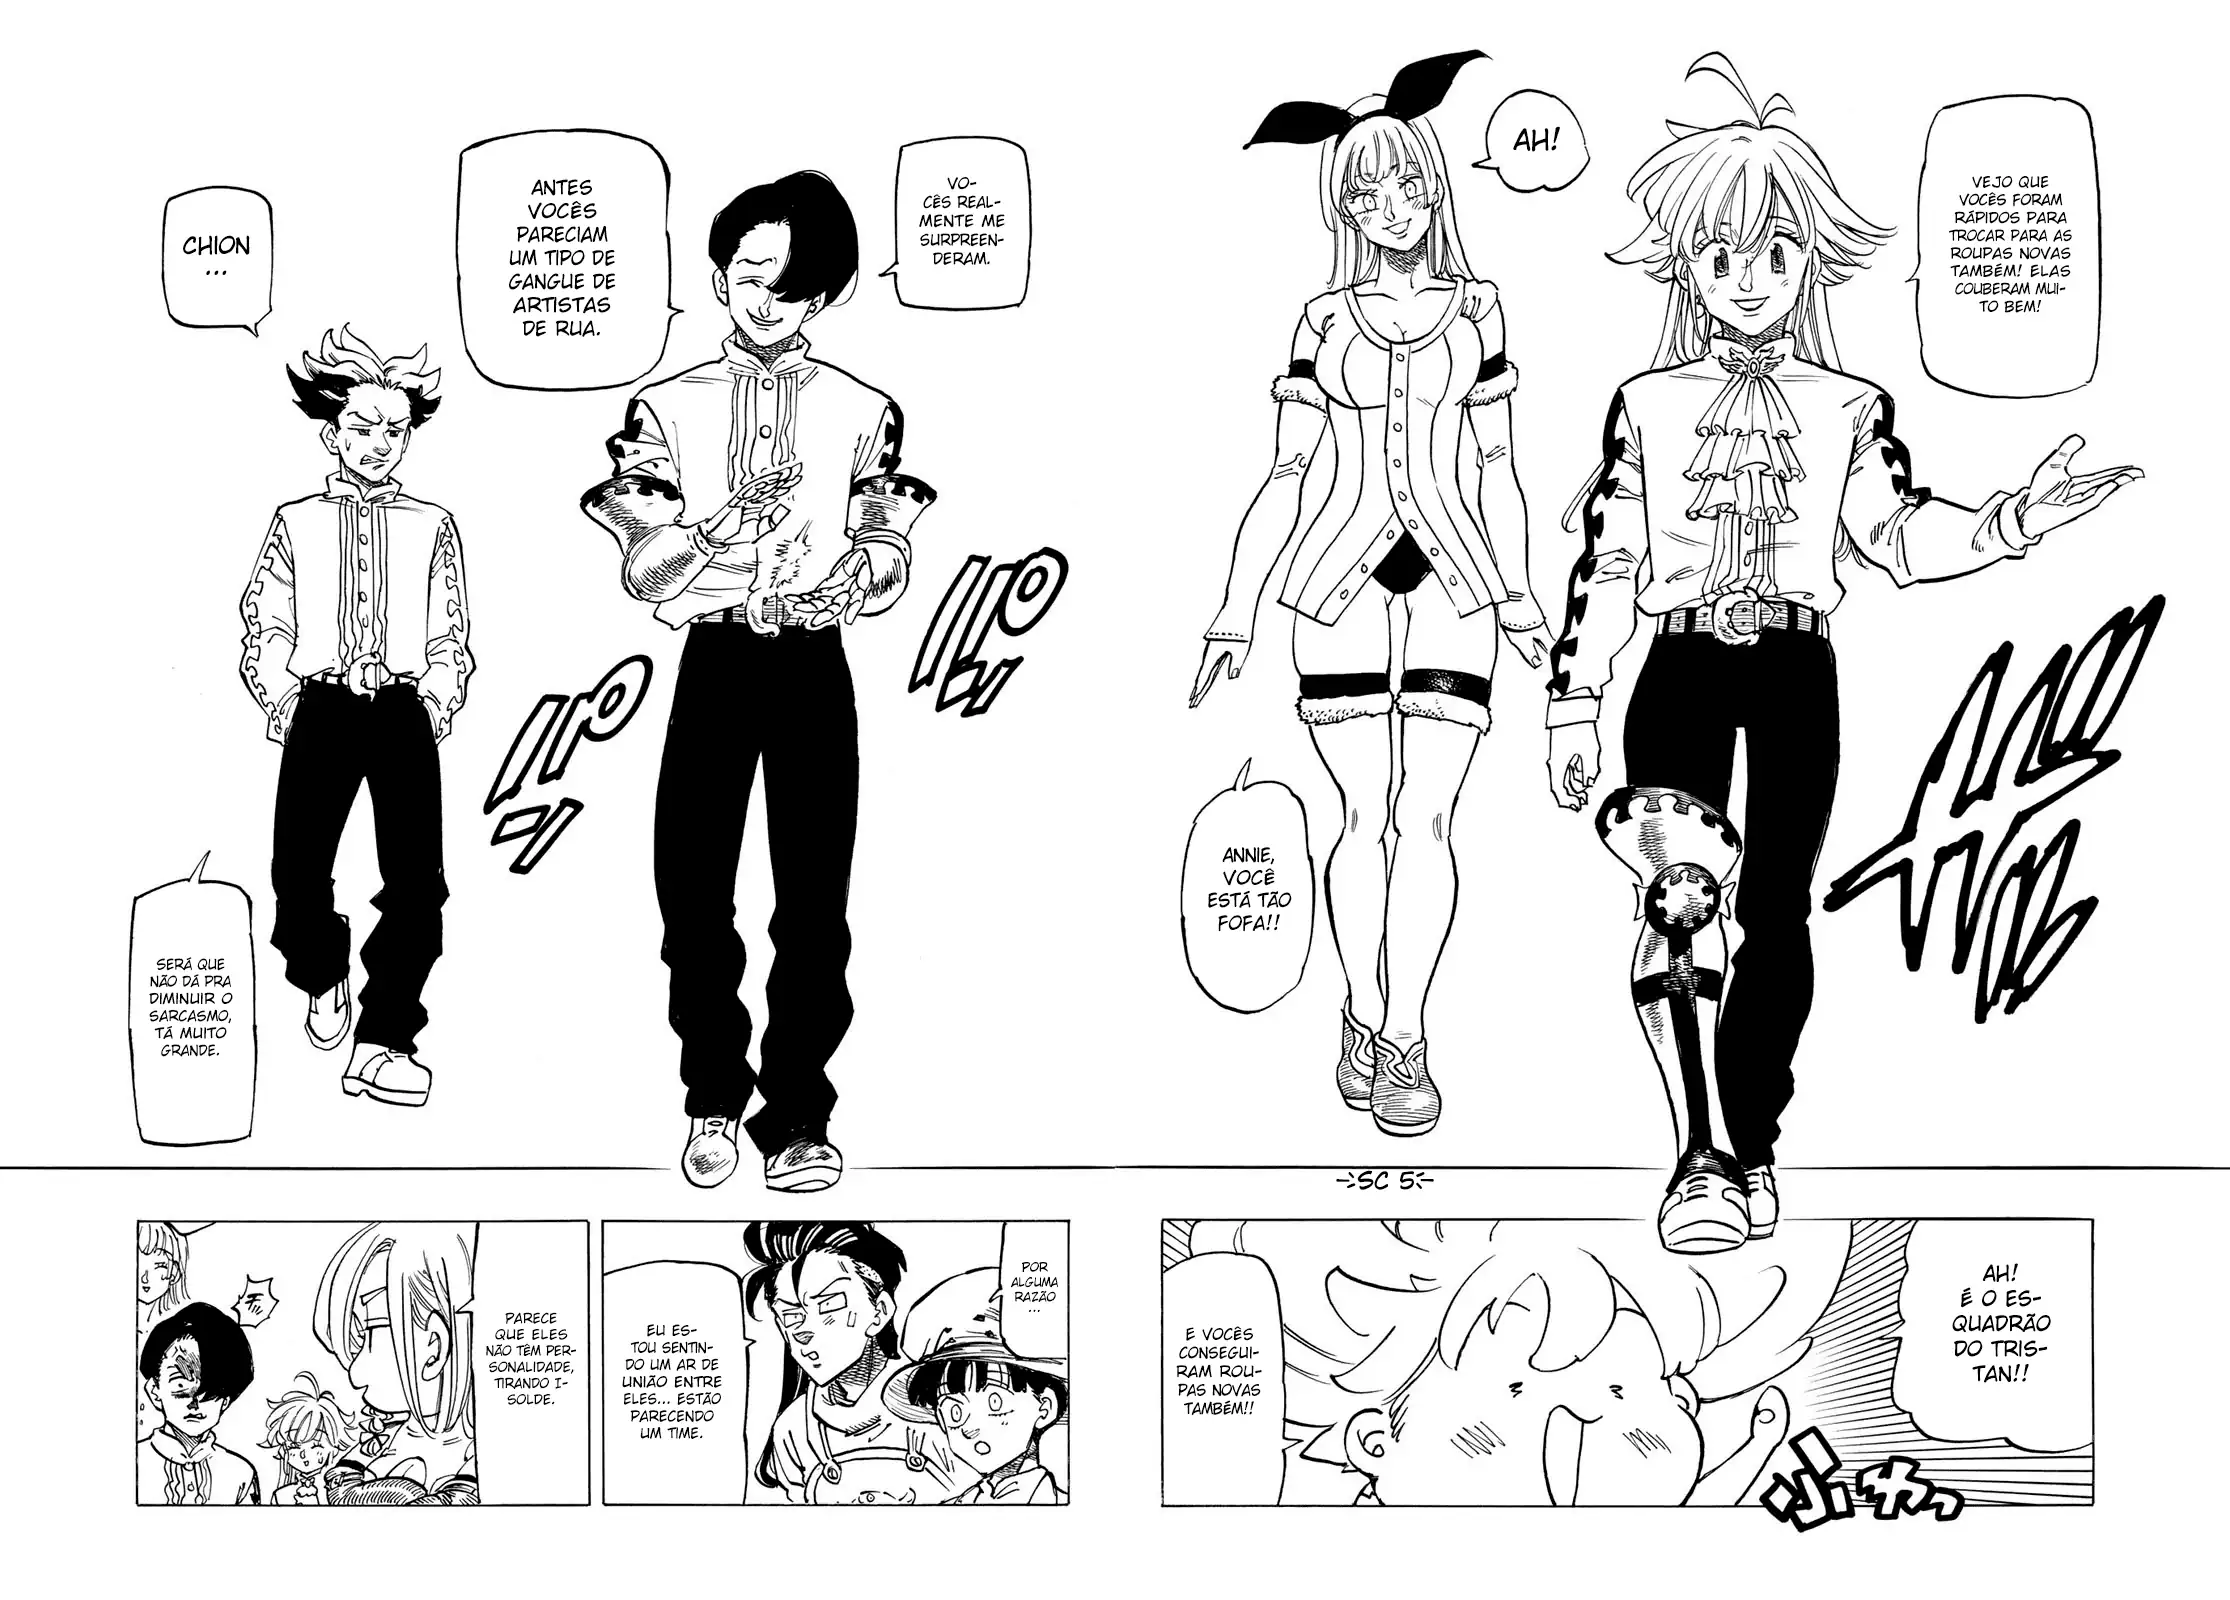 VEJO QUE
VOCÊS FORAM
RÁPIDOS PARA
TROCAR PARA AS
ROUPAS NOVAS
TAMBÉM! ELAS
COUBERAM MUI-
TO BEM!
AH!
ANNIE,
VOCÊ
ESTÁ TÃO
FOFA!!
VO-
CÊS REAL-
MENTE ME
SURPREEN-
DERAM.
ANTES
VOCÊS
PARECIAM
UM TIPO DE
GANGUE DE
ARTISTAS
DE RUA.
CHION
...
SERÁ QUE
NÃO DÁ PRA
DIMINUIR O
SARCASMO,
TÁ MUITO
GRANDE.
SC 5
AH!
É O ES-
QUADRÃO
DO TRIS-
TAN!!
E VOCÊS
CONSEGUI-
RAM ROU-
PAS NOVAS
TAMBÉM!!
POR
ALGUMA
RAZÃO
...
EU ES-
TOU SENTIN-
DO UM AR DE
UNIÃO ENTRE
ELES... ESTÃO
PARECENDO
UM TIME.
PARECE
QUE ELES
NÃO TÊM PER-
SONALIDADE,
TIRANDO I-
SOLDE.